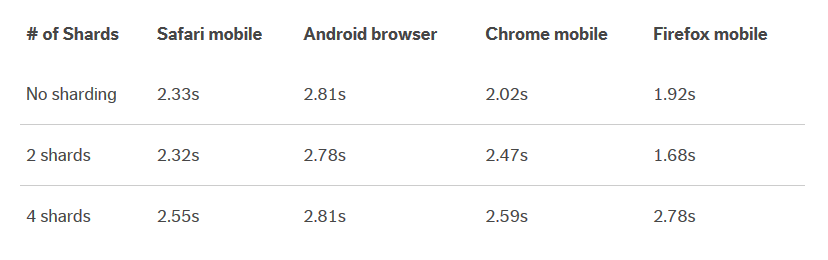 # of Shards Safari mobile Android browser Chrome mobile Firefox mobile
No sharding 2.33s 2.81s 2.02s 1.92s
2 shards 2.32s 2.78s 2.47s 1.68s
4 shards 2.55s 2.81s 2.59s 2.78s